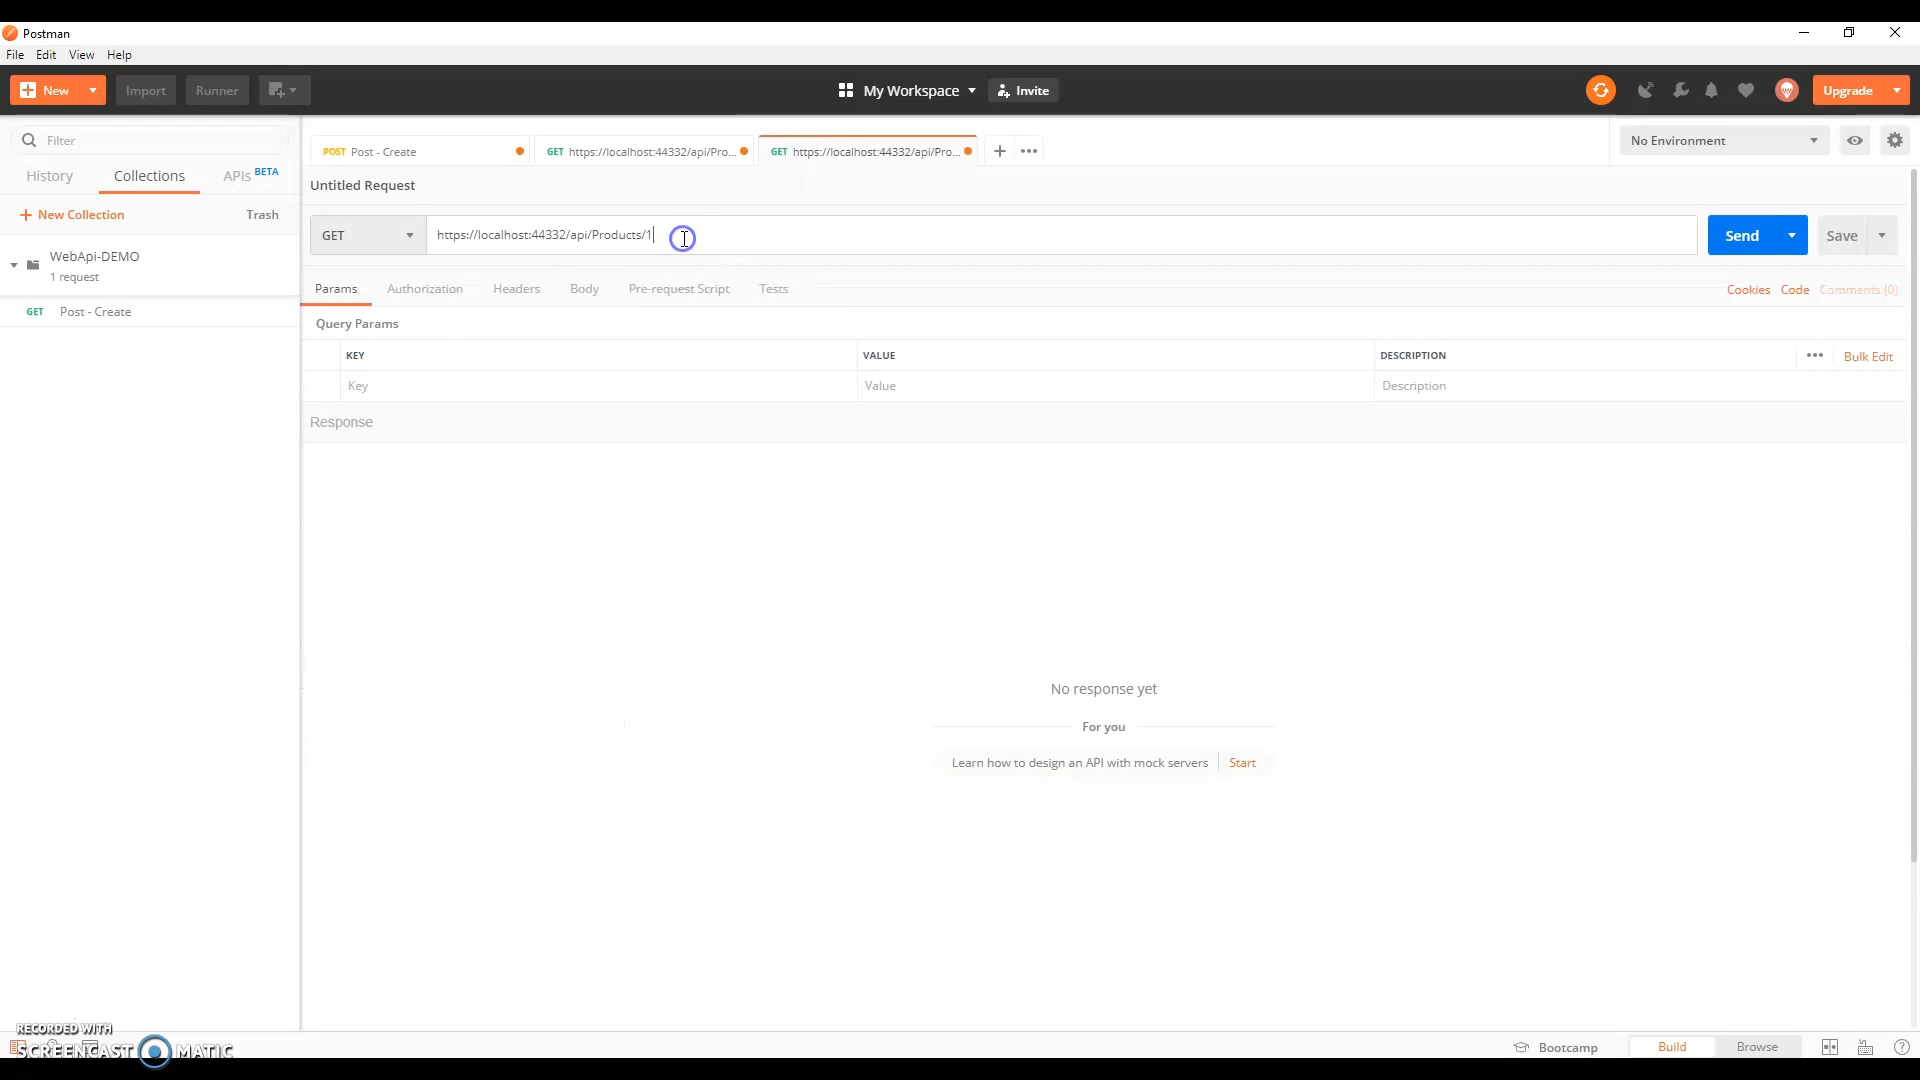 Postman
File Edit View Help
New Import Runner My Workspace Invite Upgrade
Filter
History Collections APIs BETA
New Collection Trash
WebApi-DEMO
1 request
GET Post - Create
POST Post - Create GET https://localhost:44332/api/Pro... GET https://localhost:44332/api/Pro... No Environment
Untitled Request
GET https://localhost:44332/api/Products/1 Send Save
Params Authorization Headers Body Pre-request Script Tests Cookies Code Comments (0)
Query Params
KEY VALUE DESCRIPTION Bulk Edit
Key Value Description
Response
No response yet
For you
Learn how to design an API with mock servers Start
RECORDED WITH
SCREENCAST MATIC
Bootcamp Build Browse